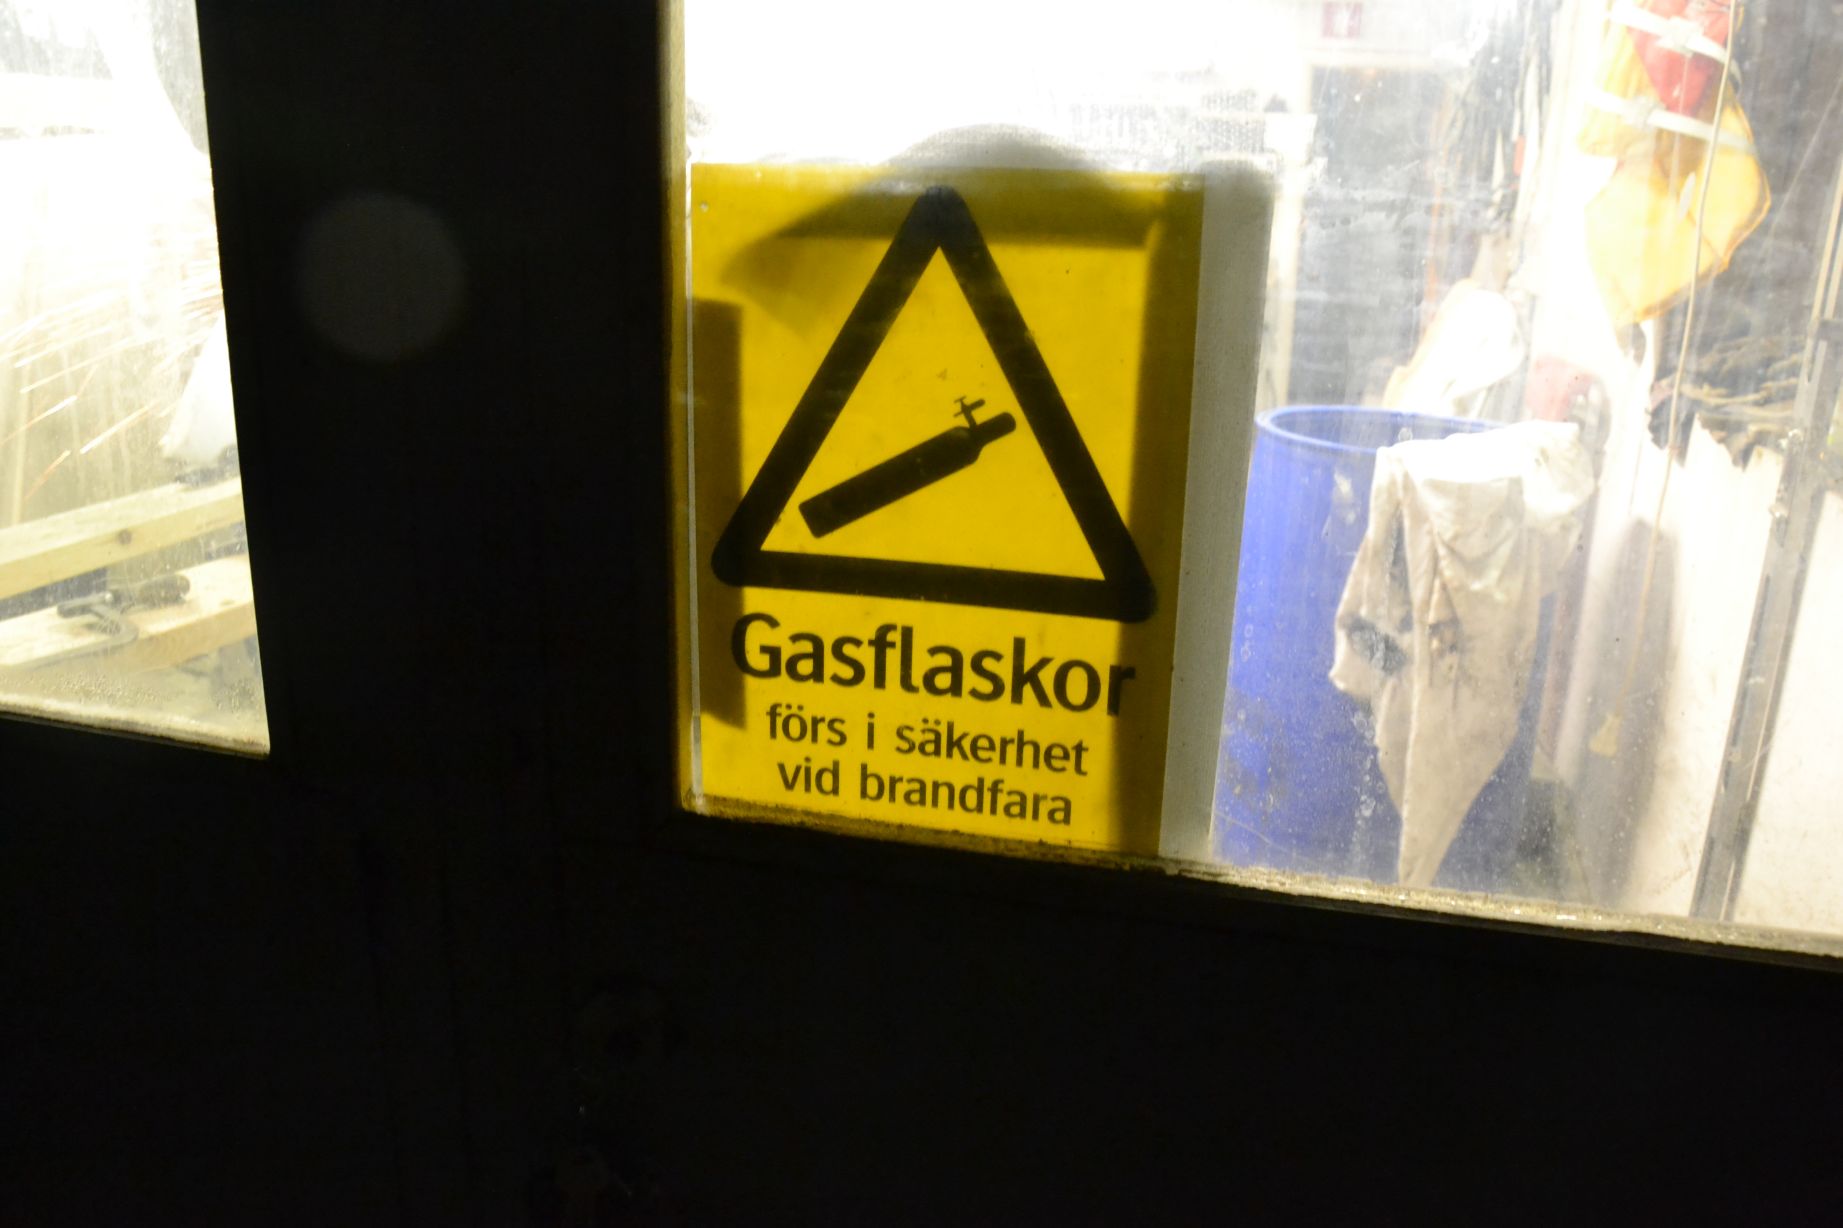 Gasflaskor
förs i säkerhet
vid brandfara